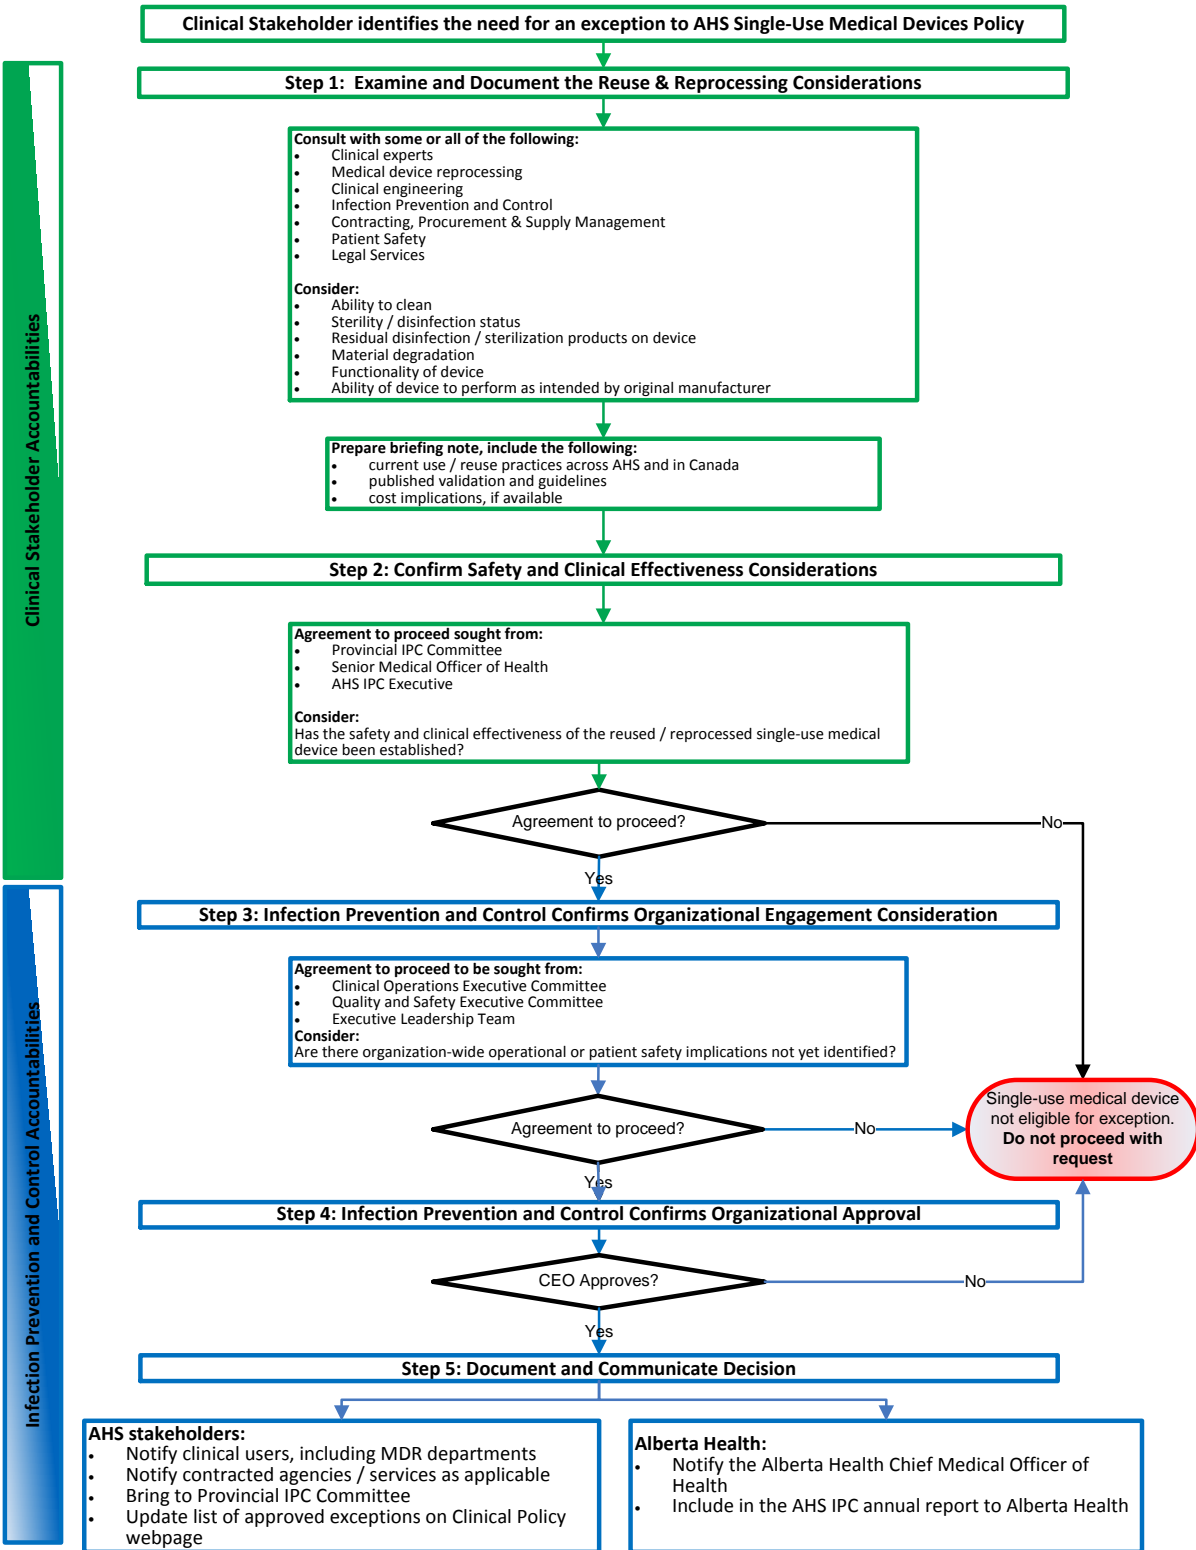 Clinical Stakeholder identifies the need for an exception to AHS Single-Use Medical Devices Policy
Step 1:  Examine and Document the Reuse & Reprocessing Considerations
Consult with some or all of the following:
• Clinical experts
• Medical device reprocessing
• Clinical engineering
• Infection Prevention and Control
• Contracting, Procurement & Supply Management
• Patient Safety
• Legal Services
Consider:
• Ability to clean
• Sterility / disinfection status
• Residual disinfection / sterilization products on device
• Material degradation
• Functionality of device
• Ability of device to perform as intended by original manufacturer
Prepare briefing note, include the following:
• current use / reuse practices across AHS and in Canada
• published validation and guidelines
• cost implications, if available
Clinical Stakeholder Accountabilities
Step 2: Confirm Safety and Clinical Effectiveness Considerations
Agreement to proceed sought from:
• Provincial IPC Committee
• Senior Medical Officer of Health
• AHS IPC Executive
Consider:
Has the safety and clinical effectiveness of the reused / reprocessed single-use medical
device been established?
Agreement to proceed?
No
Yes
Step 3: Infection Prevention and Control Confirms Organizational Engagement Consideration
Agreement to proceed to be sought from:
• Clinical Operations Executive Committee
• Quality and Safety Executive Committee
• Executive Leadership Team
Consider:
Are there organization-wide operational or patient safety implications not yet identified?
Agreement to proceed?
No
Single-use medical device
not eligible for exception.
Do not proceed with
request
Yes
Infection Prevention and Control Accountabilities
Step 4: Infection Prevention and Control Confirms Organizational Approval
CEO Approves?
No
Yes
Step 5: Document and Communicate Decision
AHS stakeholders:
• Notify clinical users, including MDR departments
• Notify contracted agencies / services as applicable
• Bring to Provincial IPC Committee
• Update list of approved exceptions on Clinical Policy
webpage
Alberta Health:
• Notify the Alberta Health Chief Medical Officer of
Health
• Include in the AHS IPC annual report to Alberta Health